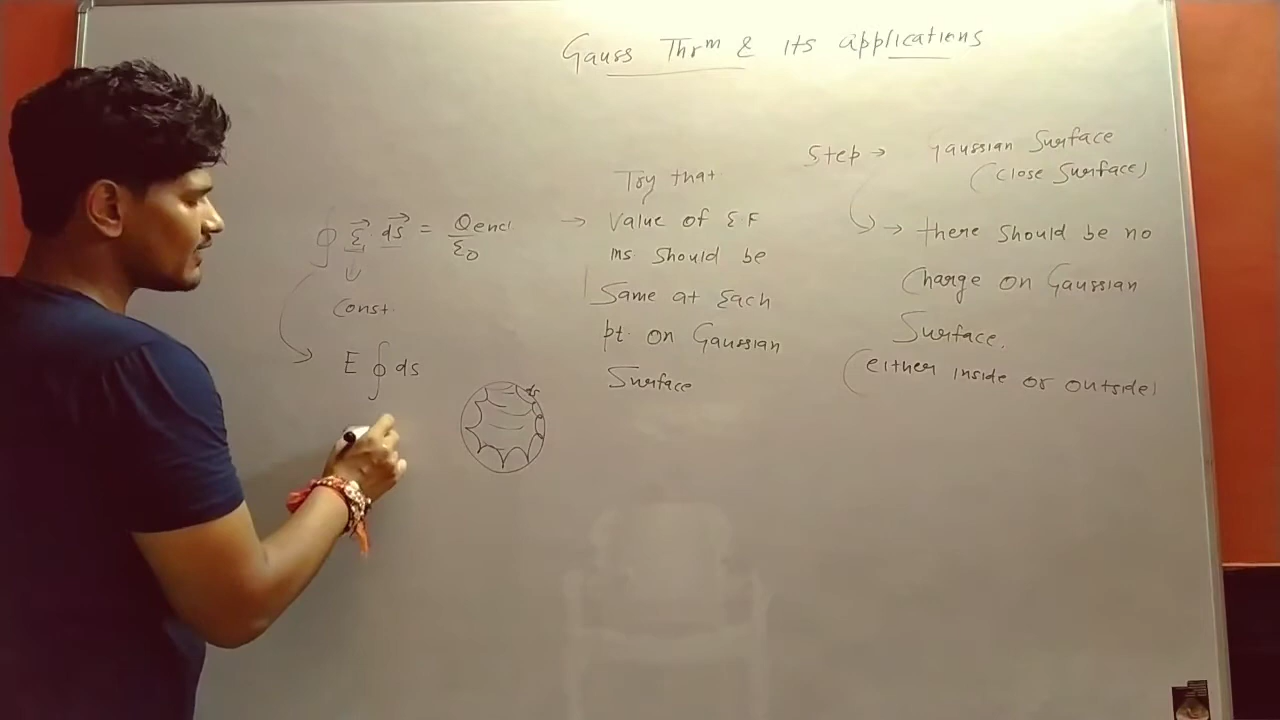 Gauss Thrm & its applications
∮ E⃗ . ds⃗ = Qencl / ε0 →
↓
Const.
E ∮ ds
ds
Try that
Value of EF
ms should be
Same at Each
pt. on Gaussian
Surface
Step → Gaussian Surface
(Close Surface)
→ there should be no
Charge on Gaussian
Surface.
(either inside or outside)